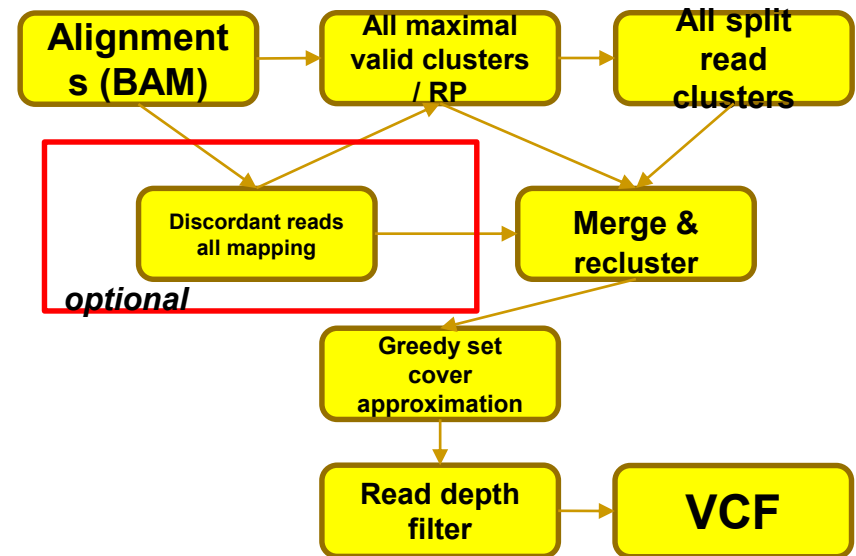 Alignment
s (BAM)
All maximal
valid clusters
/ RP
All split
read
clusters
Discordant reads
all mapping
Merge &
recluster
optional
Greedy set
cover
approximation
Read depth
filter
VCF